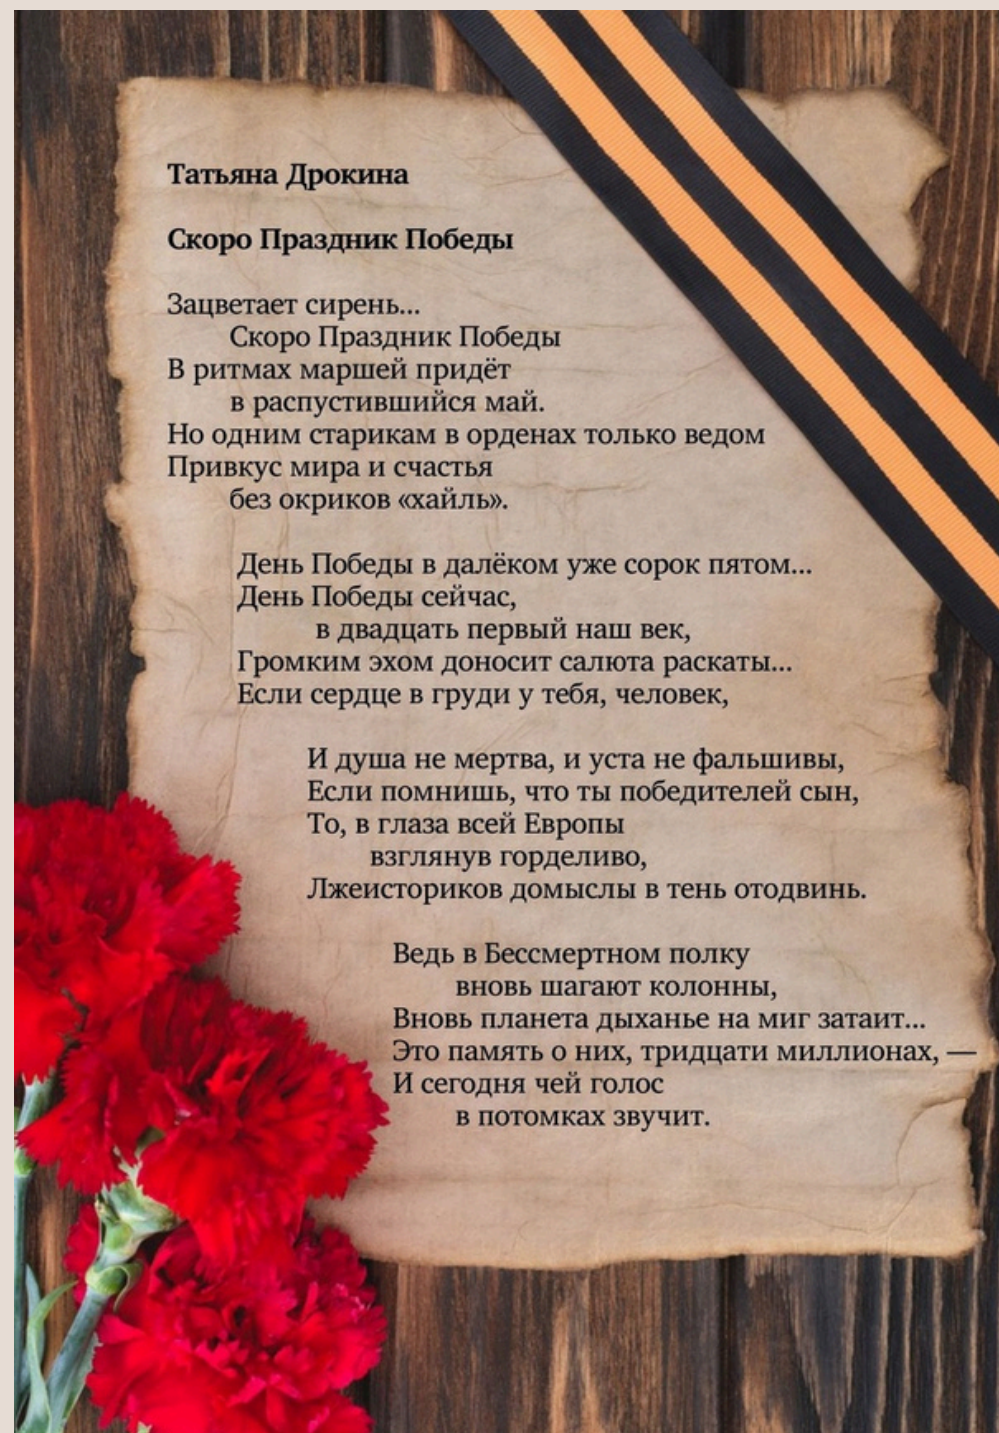 Татьяна Дрокина
Скоро Праздник Победы
Зацветает сирень...
Скоро Праздник Победы
В ритмах маршей придёт
в распустившийся май.
Но одним старикам в орденах только ведом
Привкус мира и счастья
без окриков «хайль».
День Победы в далёком уже сорок пятом...
День Победы сейчас,
в двадцать первый наш век,
Громким эхом доносит салюта раскаты...
Если сердце в груди у тебя, человек,
И душа не мертва, и уста не фальшивы,
Если помнишь, что ты победителей сын,
То, в глаза всей Европы
взглянув горделиво,
Лжеисториков домыслы в тень отодвинь.
Ведь в Бессмертном полку
вновь шагают колонны,
Вновь планета дыханье на миг затаит...
Это память о них, тридцати миллионах, —
И сегодня чей голос
в потомках звучит.